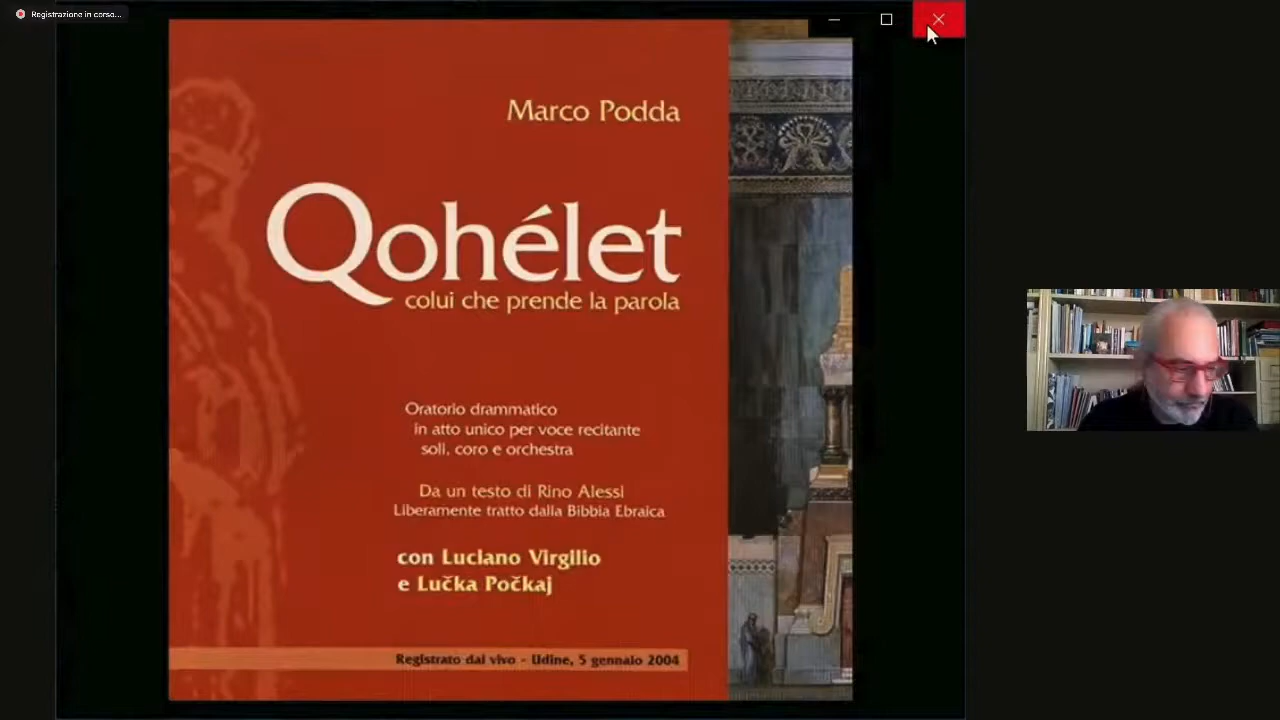 Registrazione in corso...
Marco Podda
Qohélet
colui che prende la parola
Oratorio drammatico
in atto unico per voce recitante
soli, coro e orchestra
Da un testo di Rino Alessi
Liberamente tratto dalla Bibbia Ebraica
con Luciano Virgilio
e Lučka Počkaj
Registrato dal vivo - Udine, 5 gennaio 2004